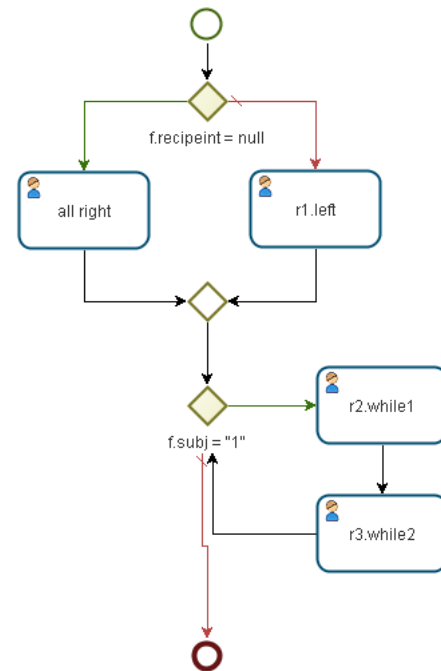 f.recipeint = null
all right
r1.left
r2.while1
f.subj = "1"
r3.while2